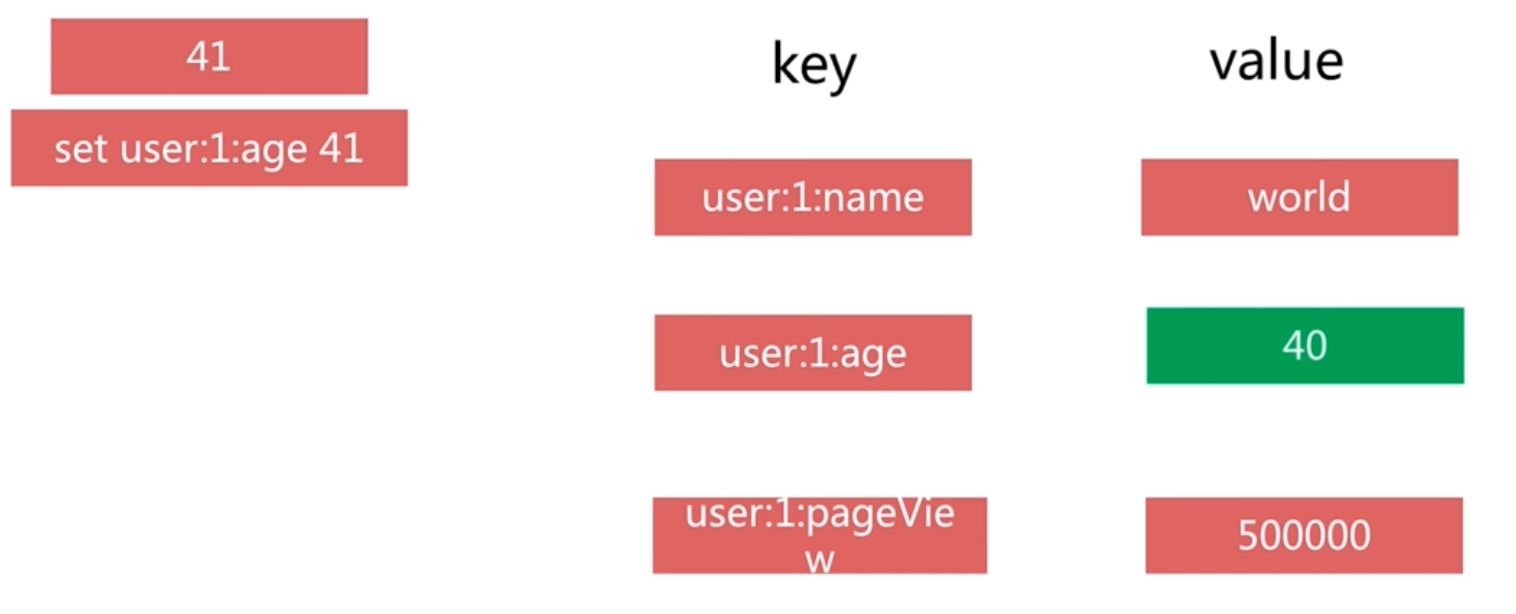 41
set user:1:age 41
key
value
user:1:name
world
user:1:age
40
user:1:pageVie
w
500000